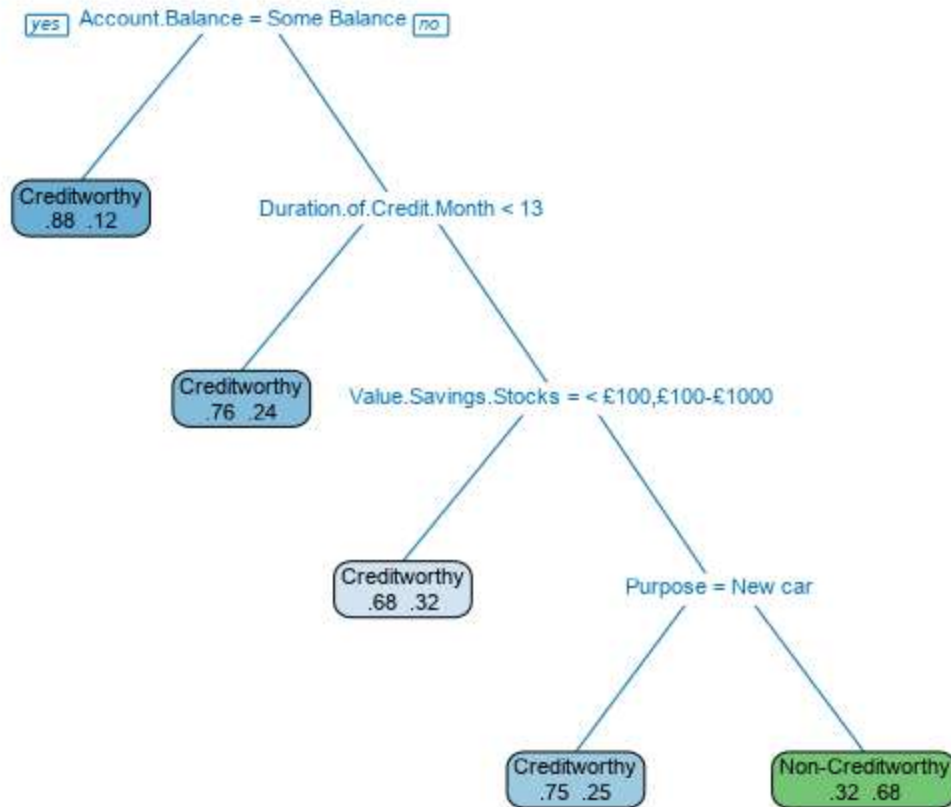 yes Account.Balance = Some Balance no
Creditworthy
.88 .12
Duration.of.Credit.Month < 13
Creditworthy
.76 .24
Value.Savings.Stocks = < £100,£100-£1000
Creditworthy
.68 .32
Purpose = New car
Creditworthy
.75 .25
Non-Creditworthy
.32 .68